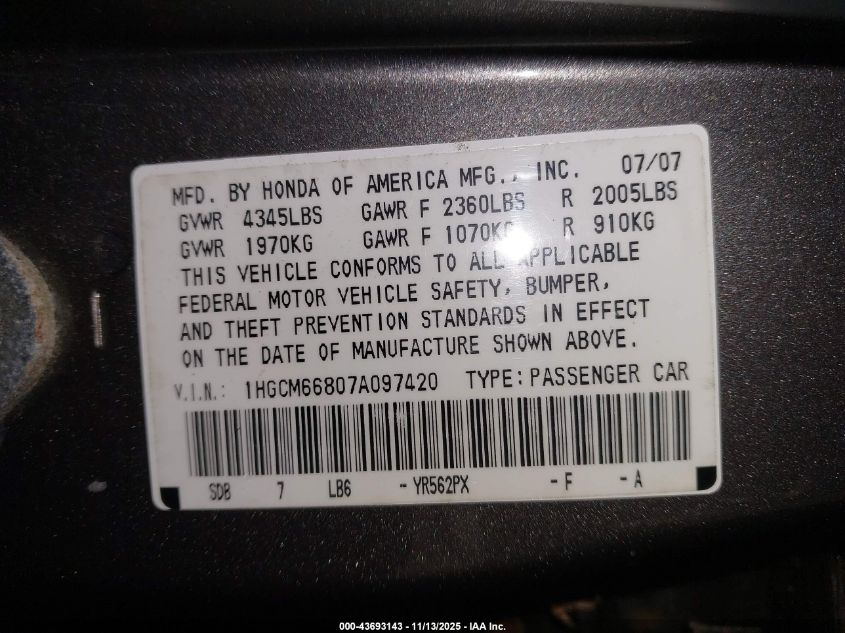 MFD. BY HONDA OF AMERICA MFG., INC. 07/07
GVWR 4345LBS GAWR F 2360LBS R 2005LBS
GVWR 1970KG GAWR F 1070KG R 910KG
THIS VEHICLE CONFORMS TO ALL APPLICABLE
FEDERAL MOTOR VEHICLE SAFETY, BUMPER,
AND THEFT PREVENTION STANDARDS IN EFFECT
ON THE DATE OF MANUFACTURE SHOWN ABOVE.
V.I.N.: 1HGCM66807A097420 TYPE: PASSENGER CAR
SDB 7 LB6 - YR562PX - F - A
000-43693143 - 11/13/2025 - IAA Inc.